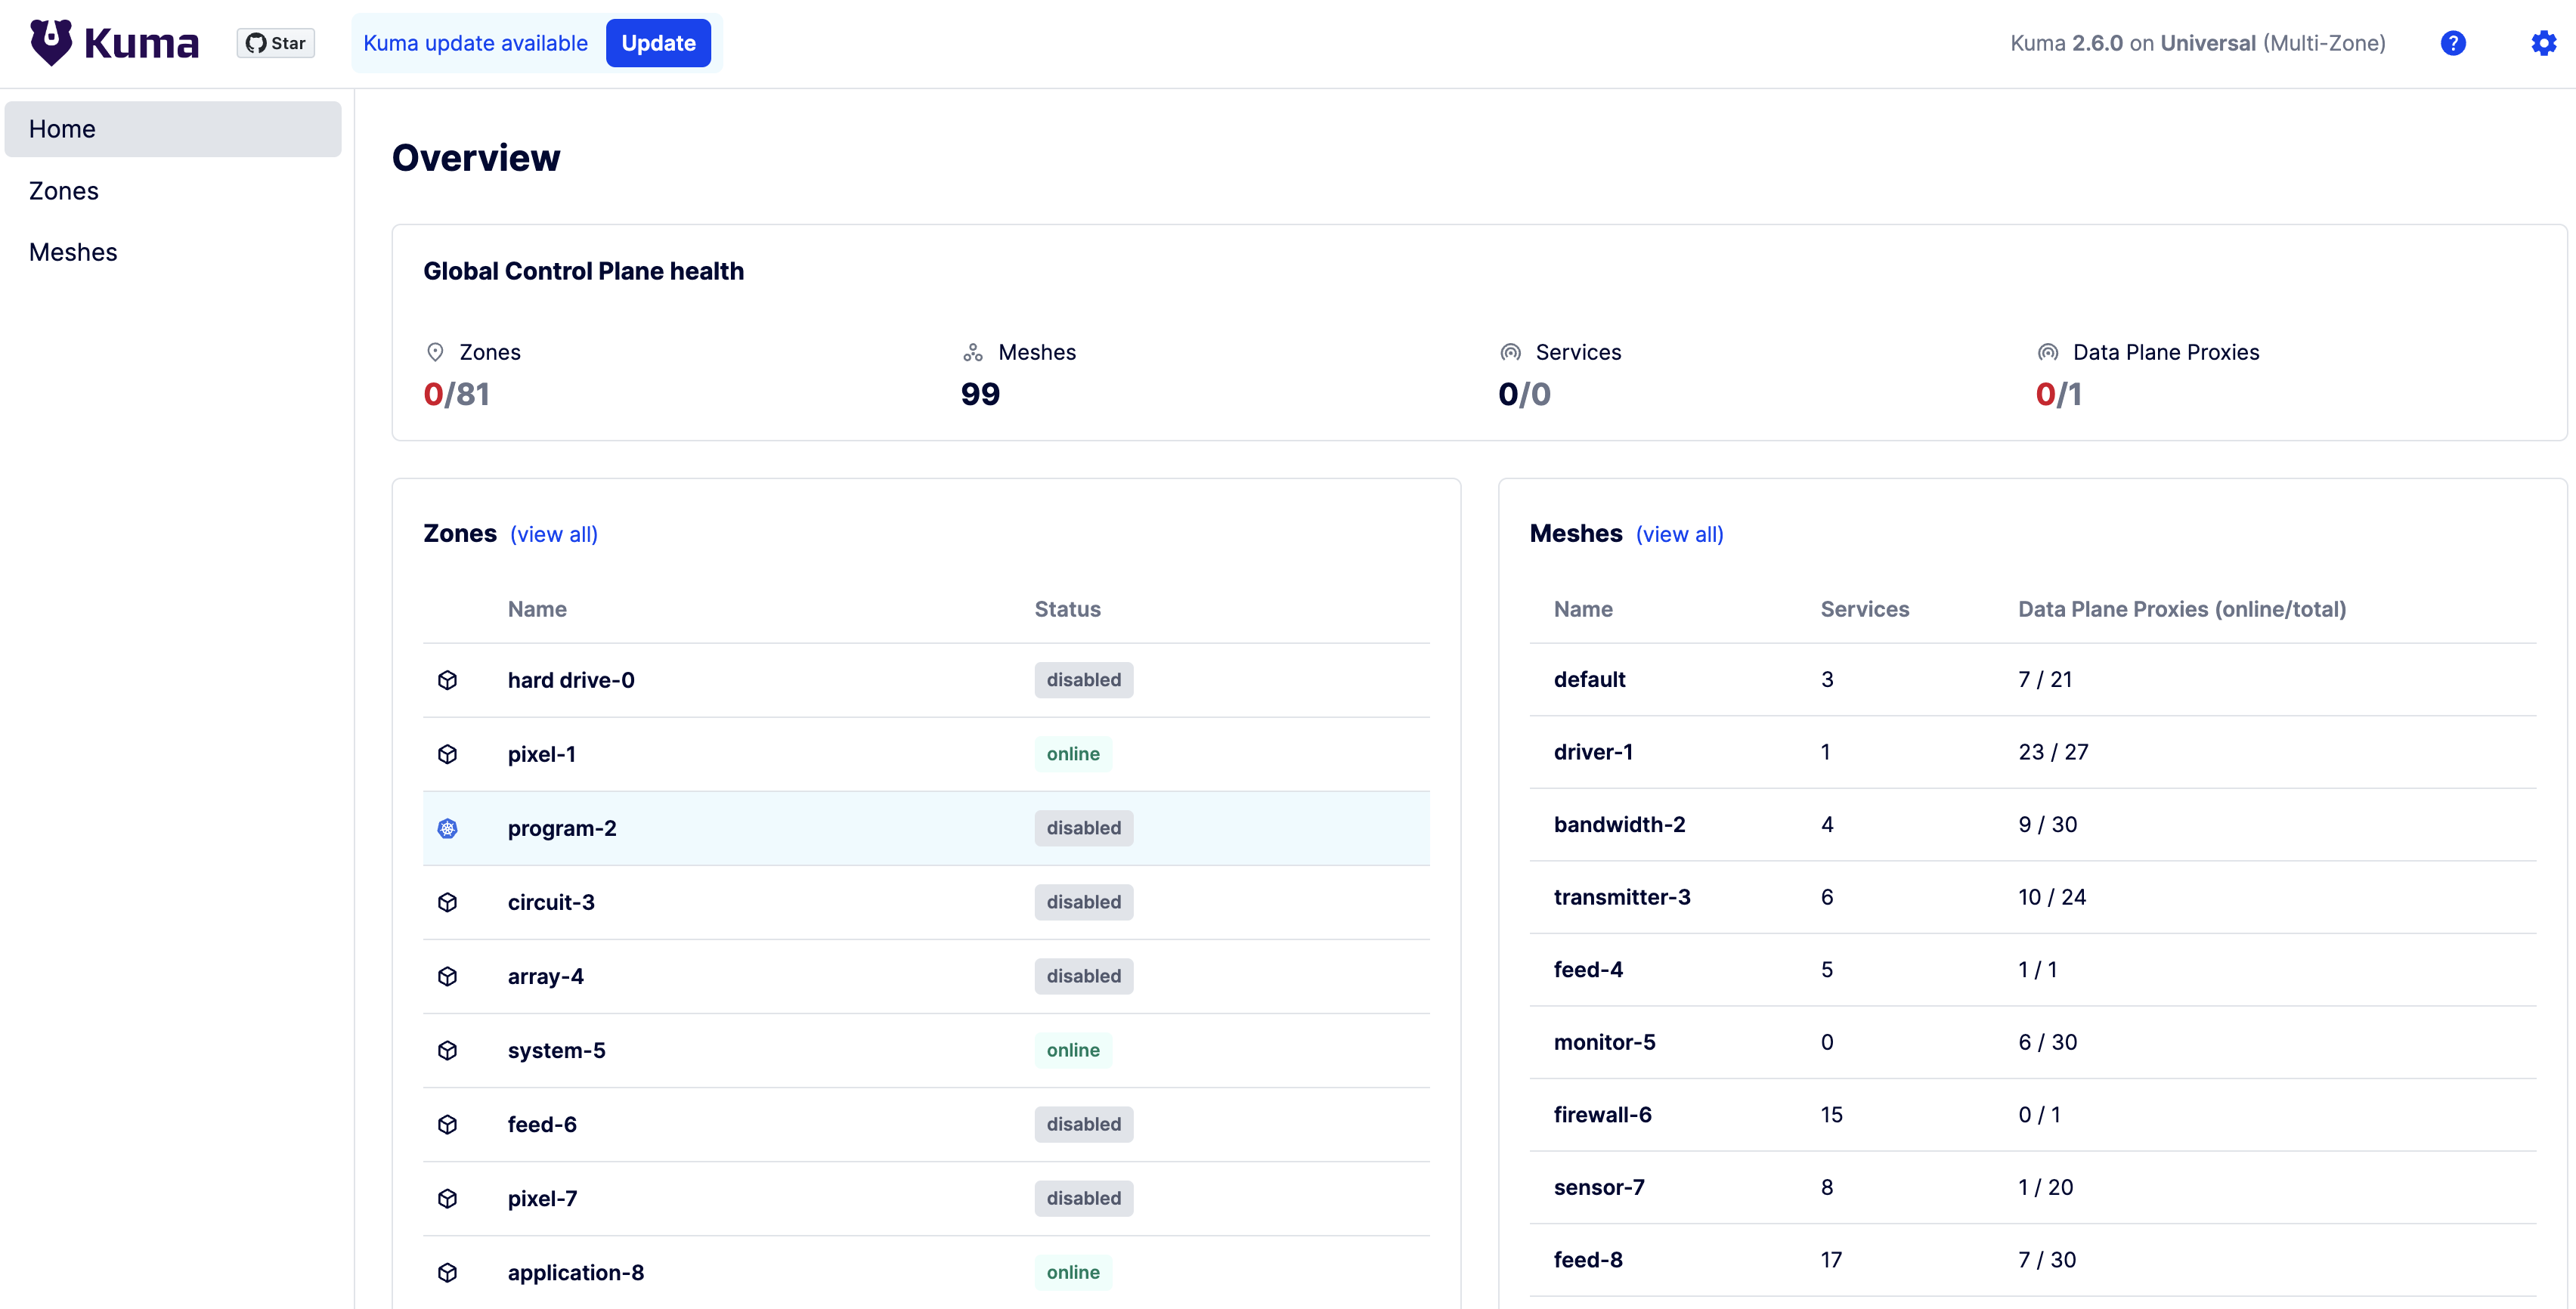 Kuma
Star
Kuma update available
Update
Kuma 2.6.0 on Universal (Multi-Zone)
?
Home
Zones
Meshes
Overview
Global Control Plane health
Zones
0/81
Meshes
99
Services
0/0
Data Plane Proxies
0/1
Zones (view all)
Name Status
hard drive-0 disabled
pixel-1 online
program-2 disabled
circuit-3 disabled
array-4 disabled
system-5 online
feed-6 disabled
pixel-7 disabled
application-8 online
Meshes (view all)
Name Services Data Plane Proxies (online/total)
default 3 7 / 21
driver-1 1 23 / 27
bandwidth-2 4 9 / 30
transmitter-3 6 10 / 24
feed-4 5 1 / 1
monitor-5 0 6 / 30
firewall-6 15 0 / 1
sensor-7 8 1 / 20
feed-8 17 7 / 30